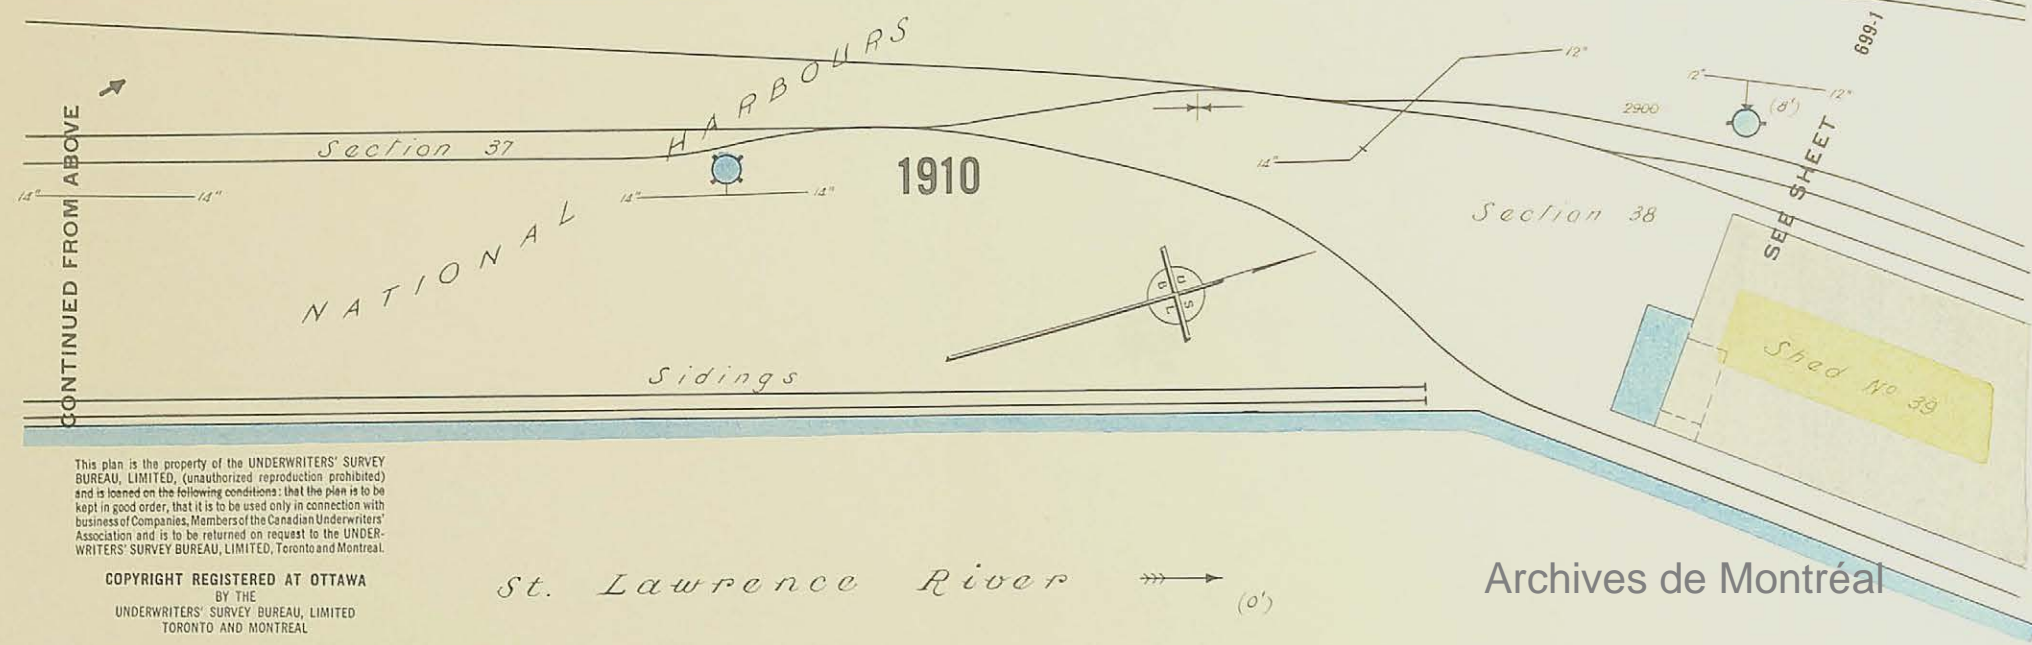 NATIONAL HARBOURS
Section 37
CONTINUED FROM ABOVE
14" 14"
14" 14"
1910
12"
14"
699-1
12" 12"
2900
(8')
SEE SHEET
Section 38
U S
B L
Shed No 39
Sidings
This plan is the property of the UNDERWRITERS' SURVEY
BUREAU, LIMITED, (unauthorized reproduction prohibited)
and is loaned on the following conditions: that the plan is to be
kept in good order, that it is to be used only in connection with
business of Companies, Members of the Canadian Underwriters'
Association and is to be returned on request to the UNDER-
WRITERS' SURVEY BUREAU, LIMITED, Toronto and Montreal.
COPYRIGHT REGISTERED AT OTTAWA
BY THE
UNDERWRITERS' SURVEY BUREAU, LIMITED
TORONTO AND MONTREAL
St. Lawrence River
(0')
Archives de Montréal